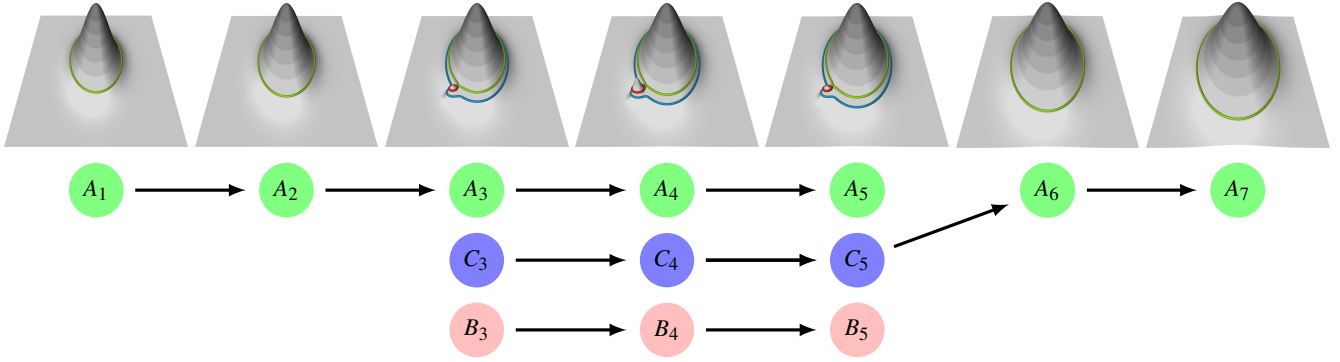 A₁ A₂ A₃ A₄ A₅ A₆ A₇
C₃ C₄ C₅
B₃ B₄ B₅